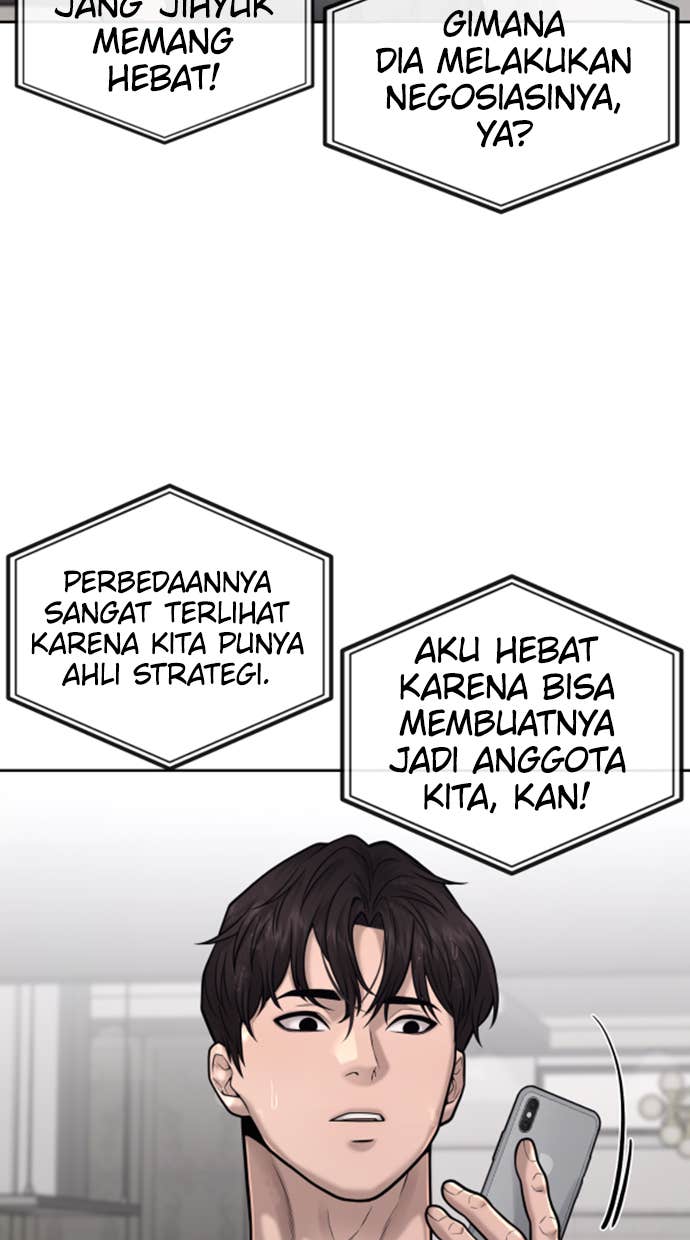 JANG JIHYUK
MEMANG
HEBAT!
GIMANA
DIA MELAKUKAN
NEGOSIASINYA,
YA?
PERBEDAANNYA
SANGAT TERLIHAT
KARENA KITA PUNYA
AHLI STRATEGI.
AKU HEBAT
KARENA BISA
MEMBUATNYA
JADI ANGGOTA
KITA, KAN!